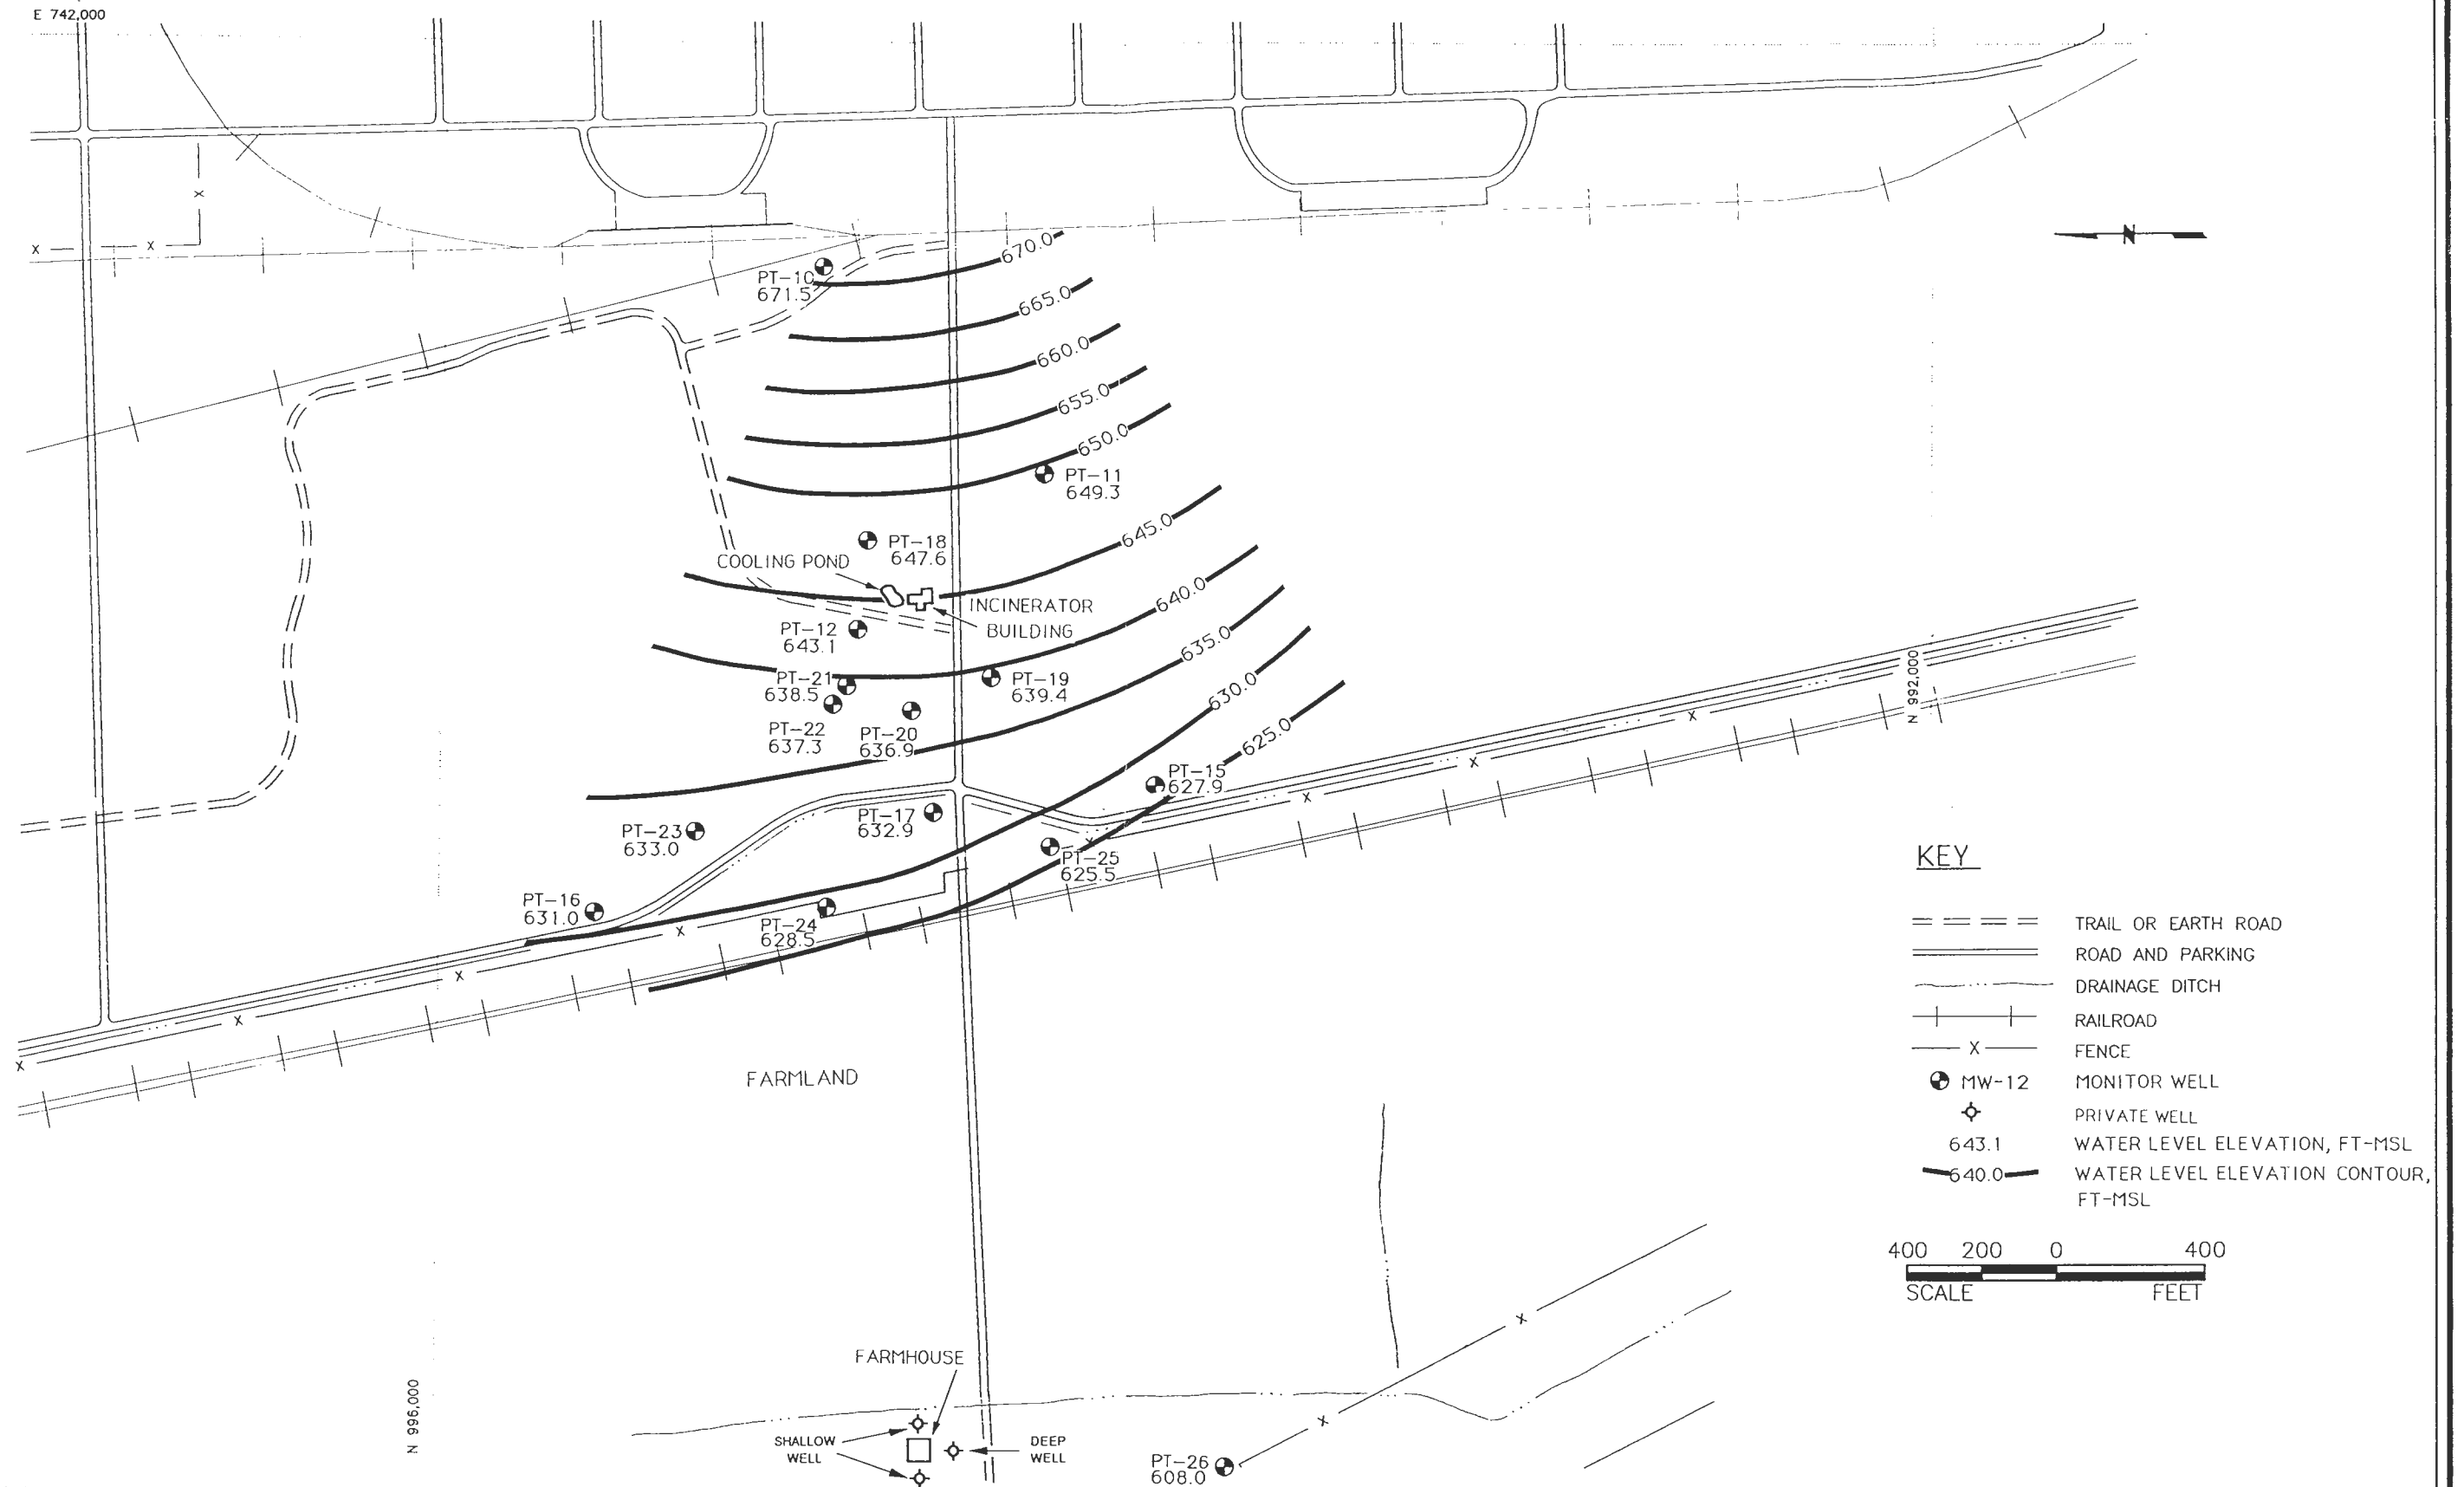 E 742,000
N
670.0
PT-10
671.5
665.0
660.0
655.0
650.0
PT-11
649.3
645.0
PT-18
647.6
COOLING POND
INCINERATOR
BUILDING
PT-12
643.1
640.0
635.0
PT-21
638.5
PT-19
639.4
630.0
N 992,000
PT-22
637.3
PT-20
636.9
625.0
PT-15
627.9
PT-17
632.9
PT-23
633.0
PT-25
625.5
PT-16
631.0
PT-24
628.5
X
X
X
X
X
X
X
X
X
X
X
X
X
FARMLAND
KEY
TRAIL OR EARTH ROAD
ROAD AND PARKING
DRAINAGE DITCH
RAILROAD
X FENCE
MW-12 MONITOR WELL
PRIVATE WELL
643.1 WATER LEVEL ELEVATION, FT-MSL
640.0 WATER LEVEL ELEVATION CONTOUR,
FT-MSL
400 200 0 400
SCALE FEET
FARMHOUSE
N 996,000
SHALLOW
WELL
DEEP
WELL
PT-26
608.0